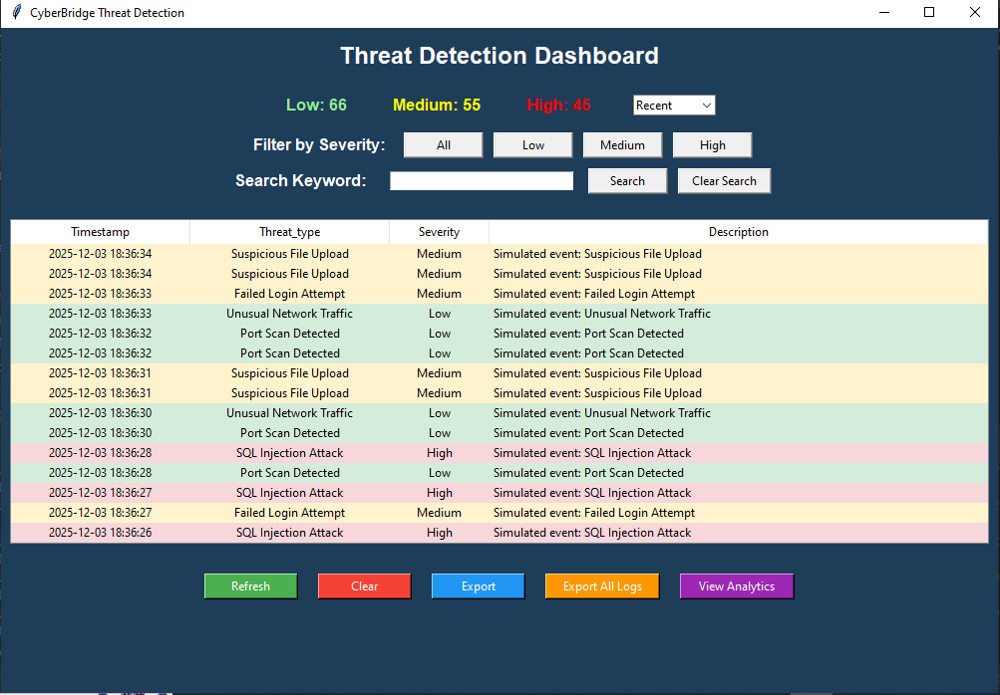 CyberBridge Threat Detection
Threat Detection Dashboard
Low: 66 Medium: 55 High: 45 Recent
Filter by Severity: All Low Medium High
Search Keyword: Search Clear Search
Timestamp Threat_type Severity Description
2025-12-03 18:36:34 Suspicious File Upload Medium Simulated event: Suspicious File Upload
2025-12-03 18:36:34 Suspicious File Upload Medium Simulated event: Suspicious File Upload
2025-12-03 18:36:33 Failed Login Attempt Medium Simulated event: Failed Login Attempt
2025-12-03 18:36:33 Unusual Network Traffic Low Simulated event: Unusual Network Traffic
2025-12-03 18:36:32 Port Scan Detected Low Simulated event: Port Scan Detected
2025-12-03 18:36:32 Port Scan Detected Low Simulated event: Port Scan Detected
2025-12-03 18:36:31 Suspicious File Upload Medium Simulated event: Suspicious File Upload
2025-12-03 18:36:31 Suspicious File Upload Medium Simulated event: Suspicious File Upload
2025-12-03 18:36:30 Unusual Network Traffic Low Simulated event: Unusual Network Traffic
2025-12-03 18:36:30 Port Scan Detected Low Simulated event: Port Scan Detected
2025-12-03 18:36:28 SQL Injection Attack High Simulated event: SQL Injection Attack
2025-12-03 18:36:28 Port Scan Detected Low Simulated event: Port Scan Detected
2025-12-03 18:36:27 SQL Injection Attack High Simulated event: SQL Injection Attack
2025-12-03 18:36:27 Failed Login Attempt Medium Simulated event: Failed Login Attempt
2025-12-03 18:36:26 SQL Injection Attack High Simulated event: SQL Injection Attack
Refresh Clear Export Export All Logs View Analytics